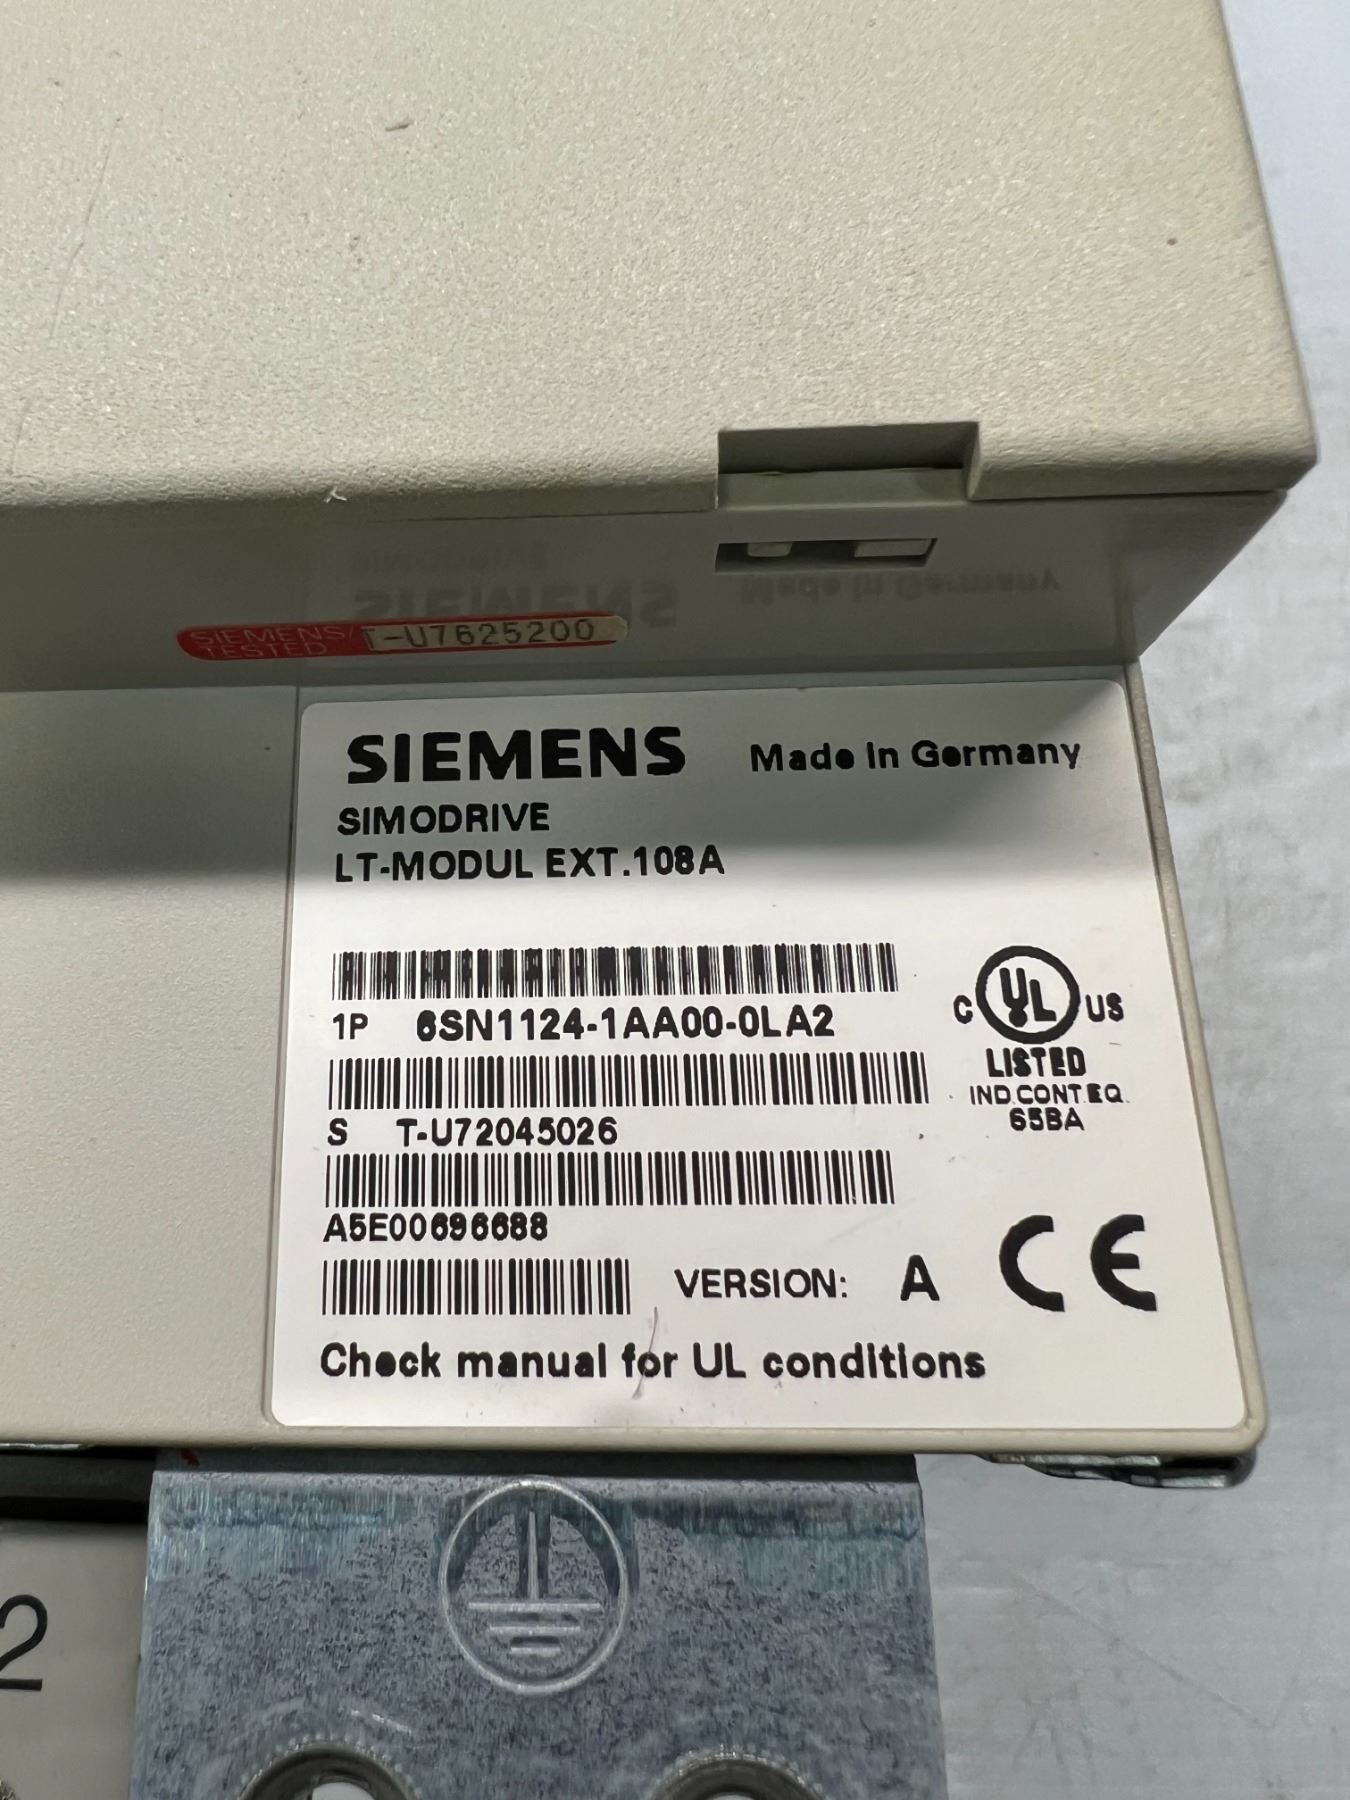 SIEMENS/ T-U7625200
TESTED
SIEMENS Made in Germany
SIMODRIVE
LT-MODUL EXT.108A
1P 6SN1124-1AA00-0LA2
C UL US
LISTED
IND.CONT.EQ.
65BA
S T-U72045026
A5E00696688
VERSION: A CE
Check manual for UL conditions
2